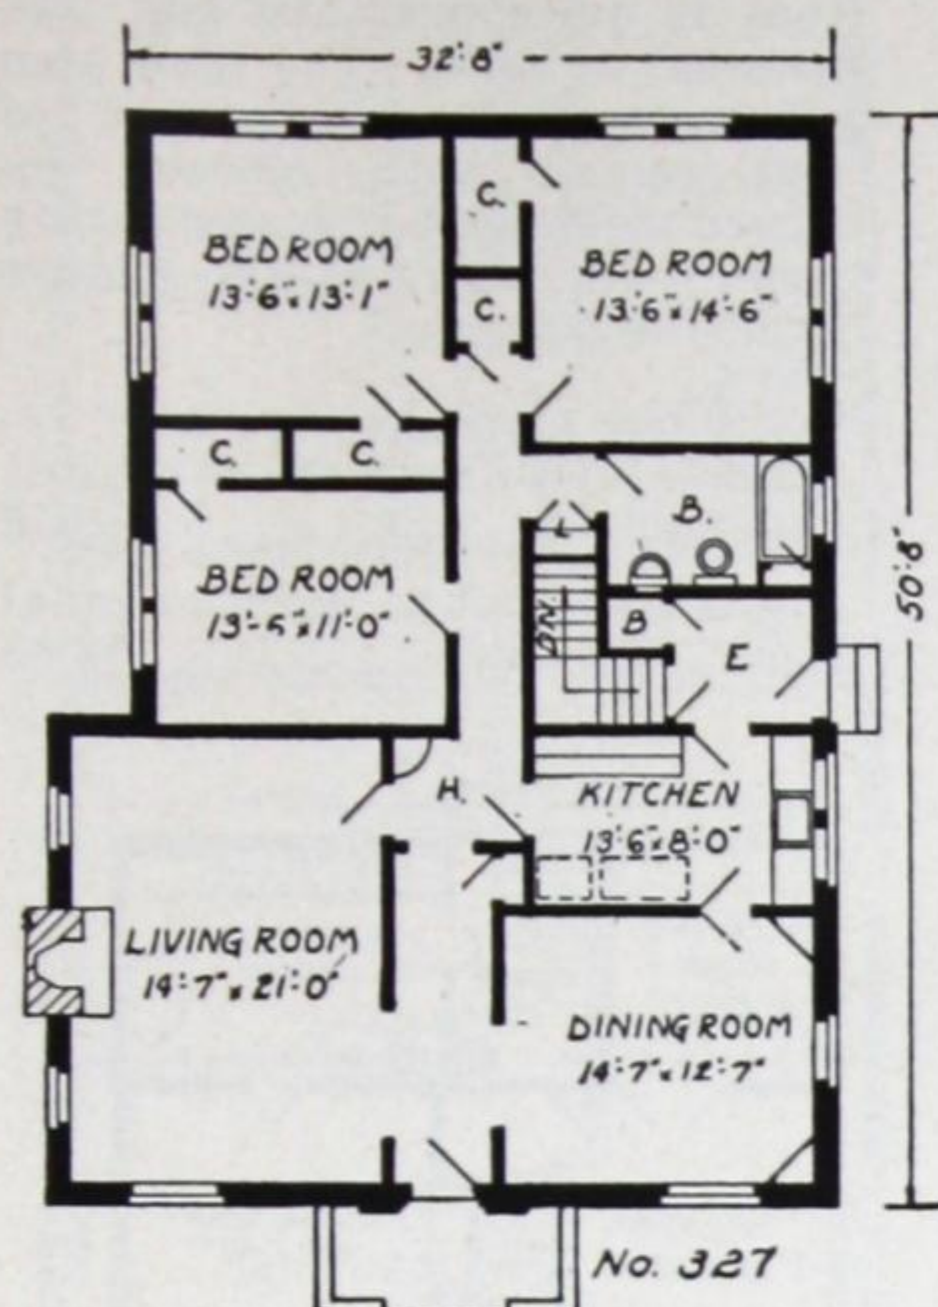 32'-8"
C.
BED ROOM
13'-6" x 13'-1"
BED ROOM
13'-6" x 14'-6"
C.
C.
C.
B.
L
BED ROOM
11'-0"
DN.
B
E
50'-8"
H.
KITCHEN
13'-6" x 8'-0"
LIVING ROOM
14'-7" x 21'-0"
DINING ROOM
14'-7" x 12'-7"
No. 327